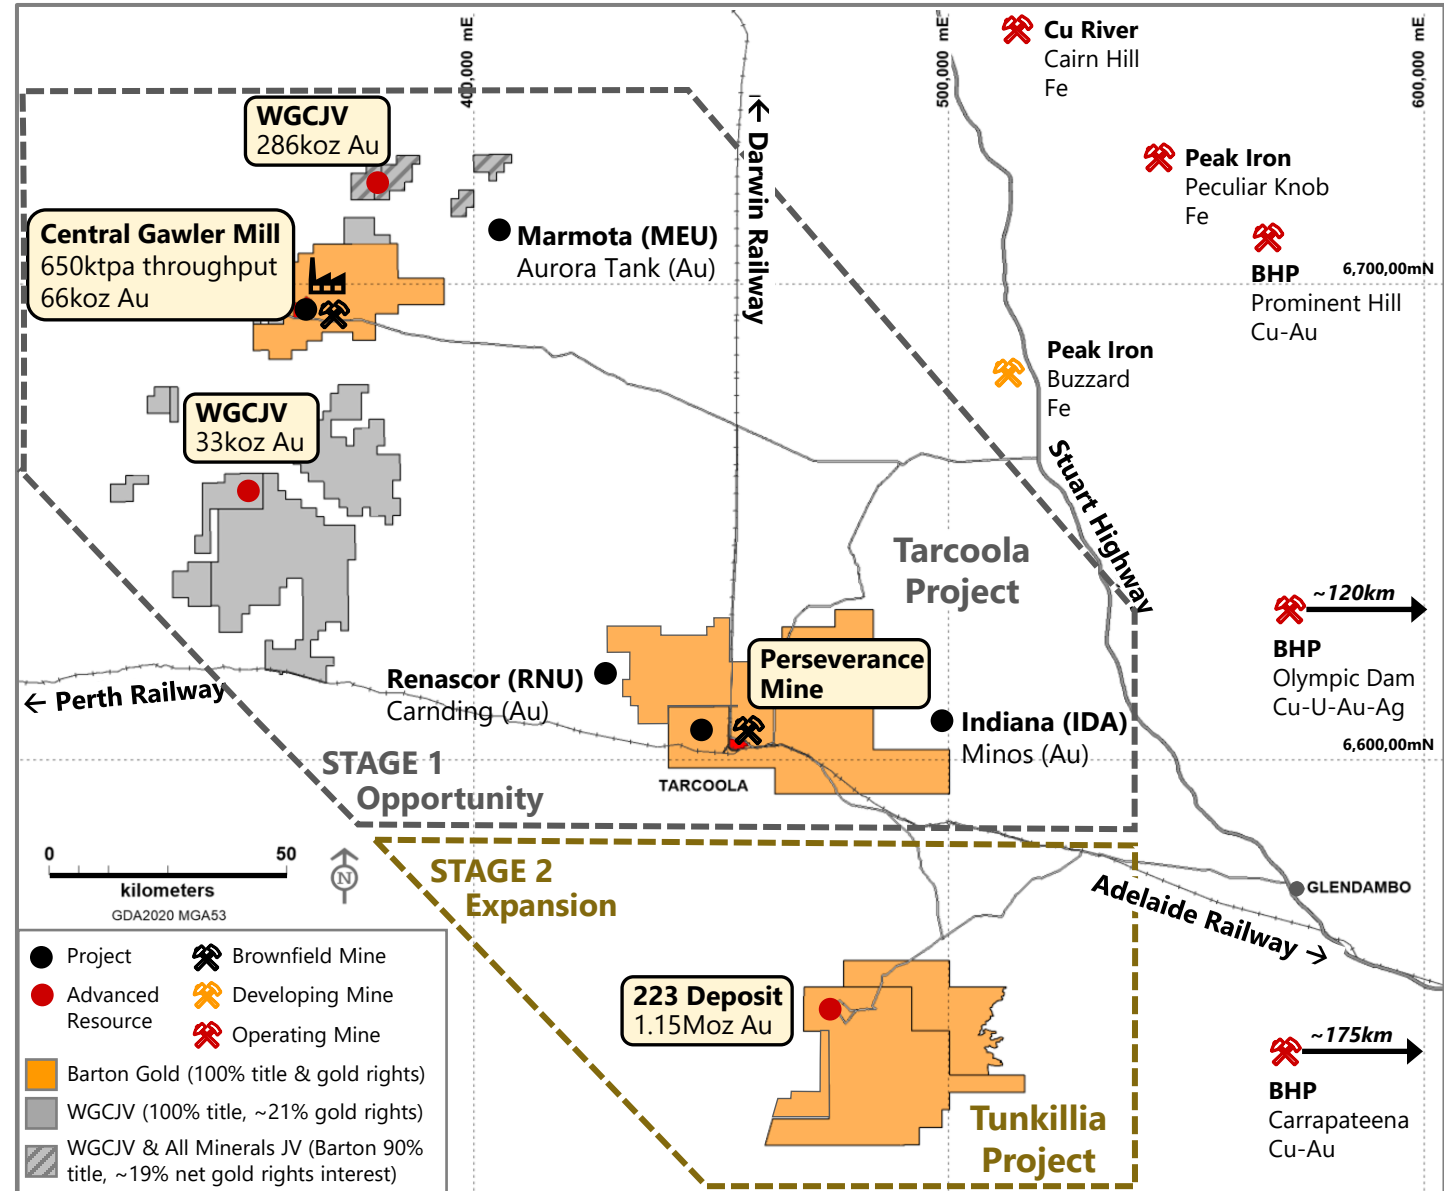 400,000 mE
500,000 mE
600,000 mE
Cu River
Cairn Hill
Fe
WGCJV
286koz Au
← Darwin Railway
Peak Iron
Peculiar Knob
Fe
Central Gawler Mill
650ktpa throughput
66koz Au
Marmota (MEU)
Aurora Tank (Au)
6,700,00mN
BHP
Prominent Hill
Cu-Au
Peak Iron
Buzzard
Fe
WGCJV
33koz Au
Stuart Highway
Tarcoola
Project
~120km
BHP
Olympic Dam
Cu-U-Au-Ag
Perseverance
Mine
Renascor (RNU)
Carnding (Au)
← Perth Railway
Indiana (IDA)
Minos (Au)
6,600,00mN
STAGE 1
Opportunity
TARCOOLA
0 50
kilometers
GDA2020 MGA53
N
STAGE 2
Expansion
Adelaide Railway →
GLENDAMBO
223 Deposit
1.15Moz Au
~175km
BHP
Carrapateena
Cu-Au
Tunkillia
Project
Project
Brownfield Mine
Advanced
Resource
Developing Mine
Operating Mine
Barton Gold (100% title & gold rights)
WGCJV (100% title, ~21% gold rights)
WGCJV & All Minerals JV (Barton 90%
title, ~19% net gold rights interest)